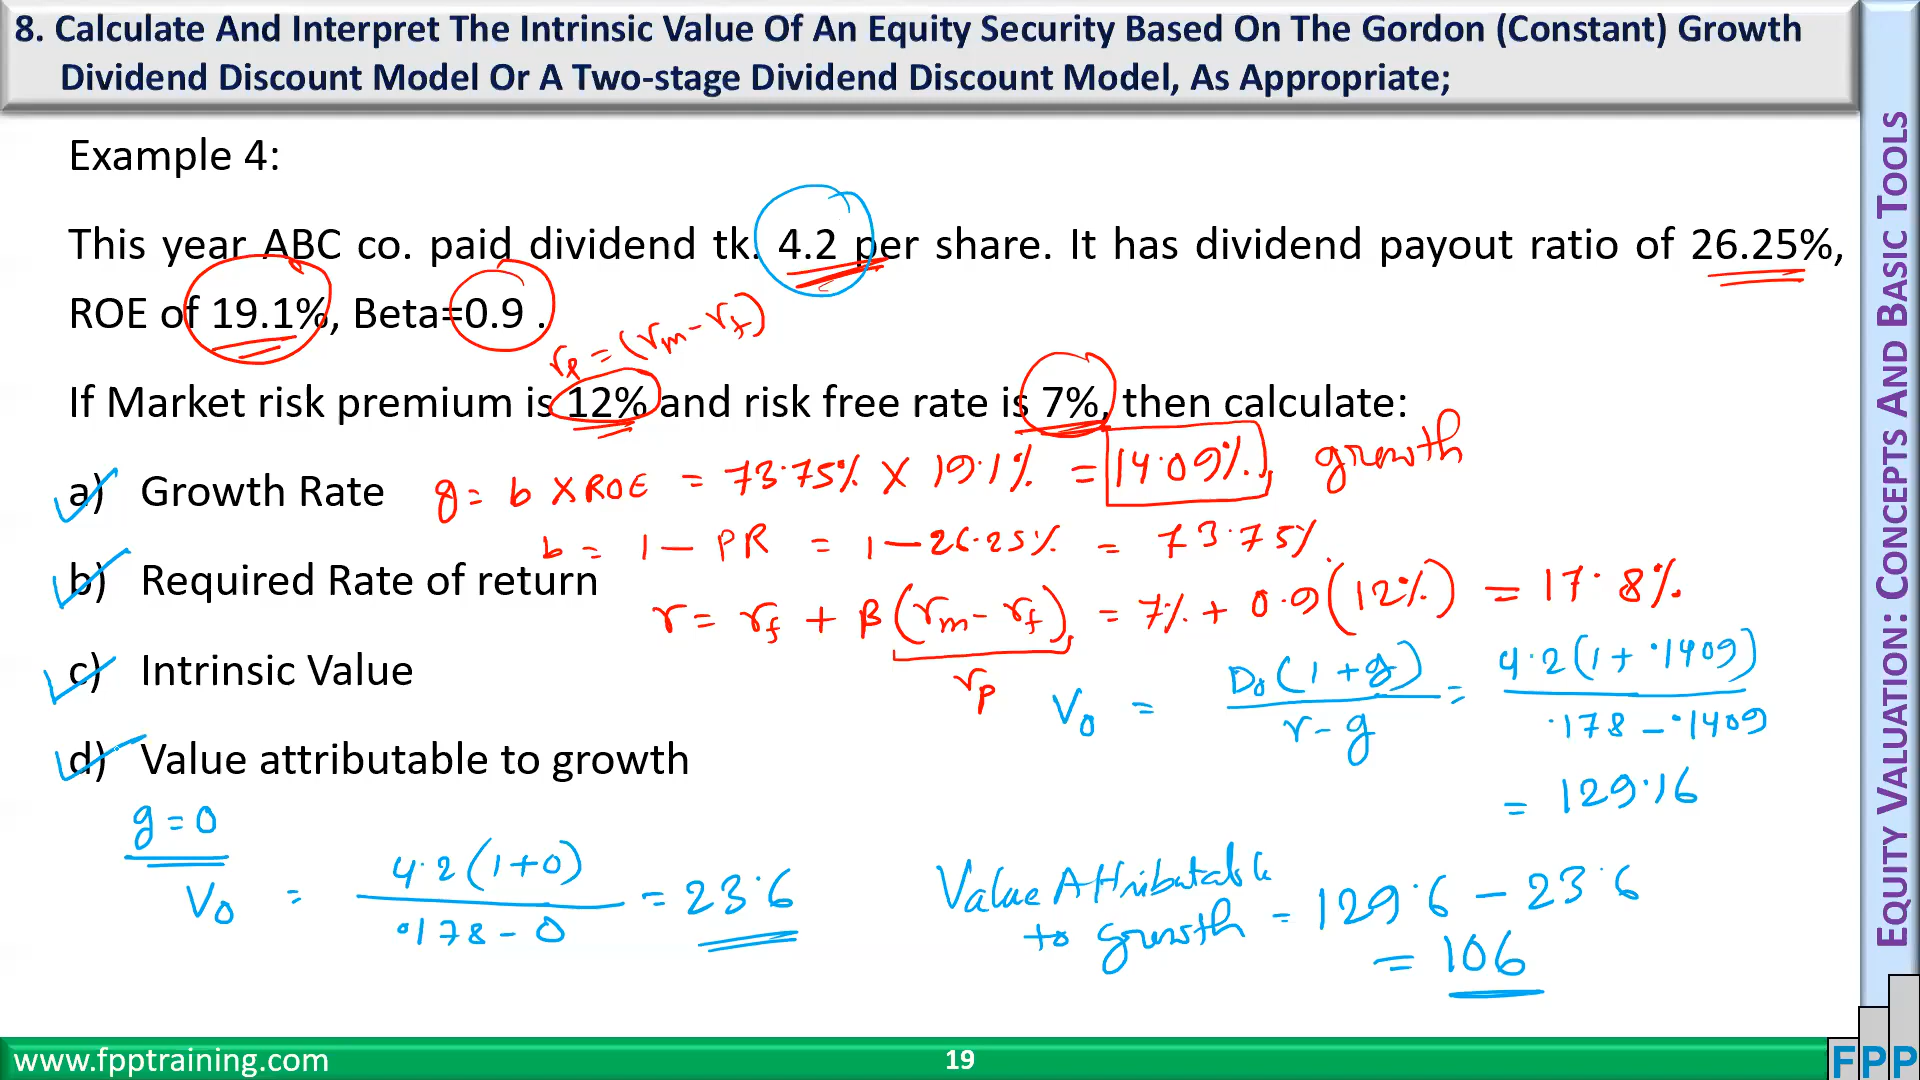 8. Calculate And Interpret The Intrinsic Value Of An Equity Security Based On The Gordon (Constant) Growth
Dividend Discount Model Or A Two-stage Dividend Discount Model, As Appropriate;
Example 4:
This year ABC co. paid dividend tk. 4.2 per share. It has dividend payout ratio of 26.25%,
ROE of 19.1%, Beta=0.9 .
rp = (rm - rf)
If Market risk premium is 12% and risk free rate is 7%, then calculate:
a) Growth Rate
g = b X ROE = 73.75% X 19.1% = 14.09%, growth
b = 1 - PR = 1 - 26.25% = 73.75%.
b) Required Rate of return
r = rf + β (rm - rf) = 7% + 0.9 (12%) = 17.8%
rp
c) Intrinsic Value
V0 = D0 (1 + g) / r - g = 4.2 (1 + .1409) / .178 - .1409
= 129.16
d) Value attributable to growth
g = 0
V0 = 4.2 (1+0) / .178 - 0 = 23.6
Value Attributable
to growth = 129.6 - 23.6
= 106
www.fpptraining.com
19
EQUITY VALUATION: CONCEPTS AND BASIC TOOLS
FPP